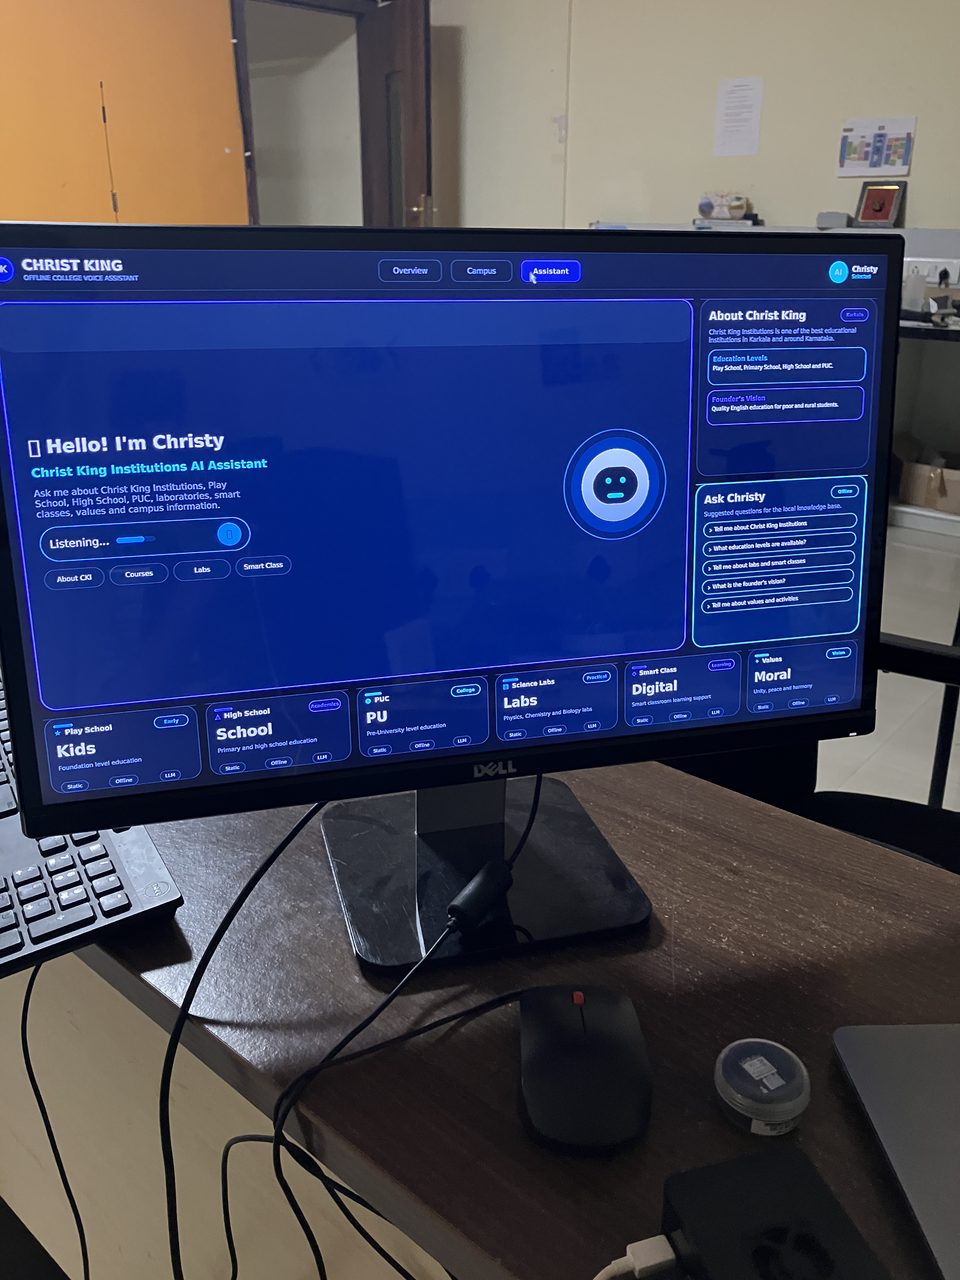 K
CHRIST KING
OFFLINE COLLEGE VOICE ASSISTANT
Overview
Campus
Assistant
AI
Christy
Selected
Hello! I'm Christy
Christ King Institutions AI Assistant
Ask me about Christ King Institutions, Play
School, High School, PUC, laboratories, smart
classes, values and campus information.
Listening...
About CKI
Courses
Labs
Smart Class
About Christ King
Karkala
Christ King Institutions is one of the best educational
institutions in Karkala and around Karnataka.
Education Levels
Play School, Primary School, High School and PUC.
Founder's Vision
Quality English education for poor and rural students.
Ask Christy
Offline
Suggested questions for the local knowledge base.
› Tell me about Christ King Institutions
› What education levels are available?
› Tell me about labs and smart classes
› What is the founder's vision?
› Tell me about values and activities
Play School
Early
Kids
Foundation level education
Static
Offline
LLM
High School
Academics
School
Primary and high school education
Static
Offline
LLM
PUC
College
PU
Pre-University level education
Static
Offline
LLM
Science Labs
Practical
Labs
Physics, Chemistry and Biology labs
Static
Offline
LLM
Smart Class
Learning
Digital
Smart classroom learning support
Static
Offline
LLM
Values
Vision
Moral
Unity, peace and harmony
Static
Offline
LLM
DELL